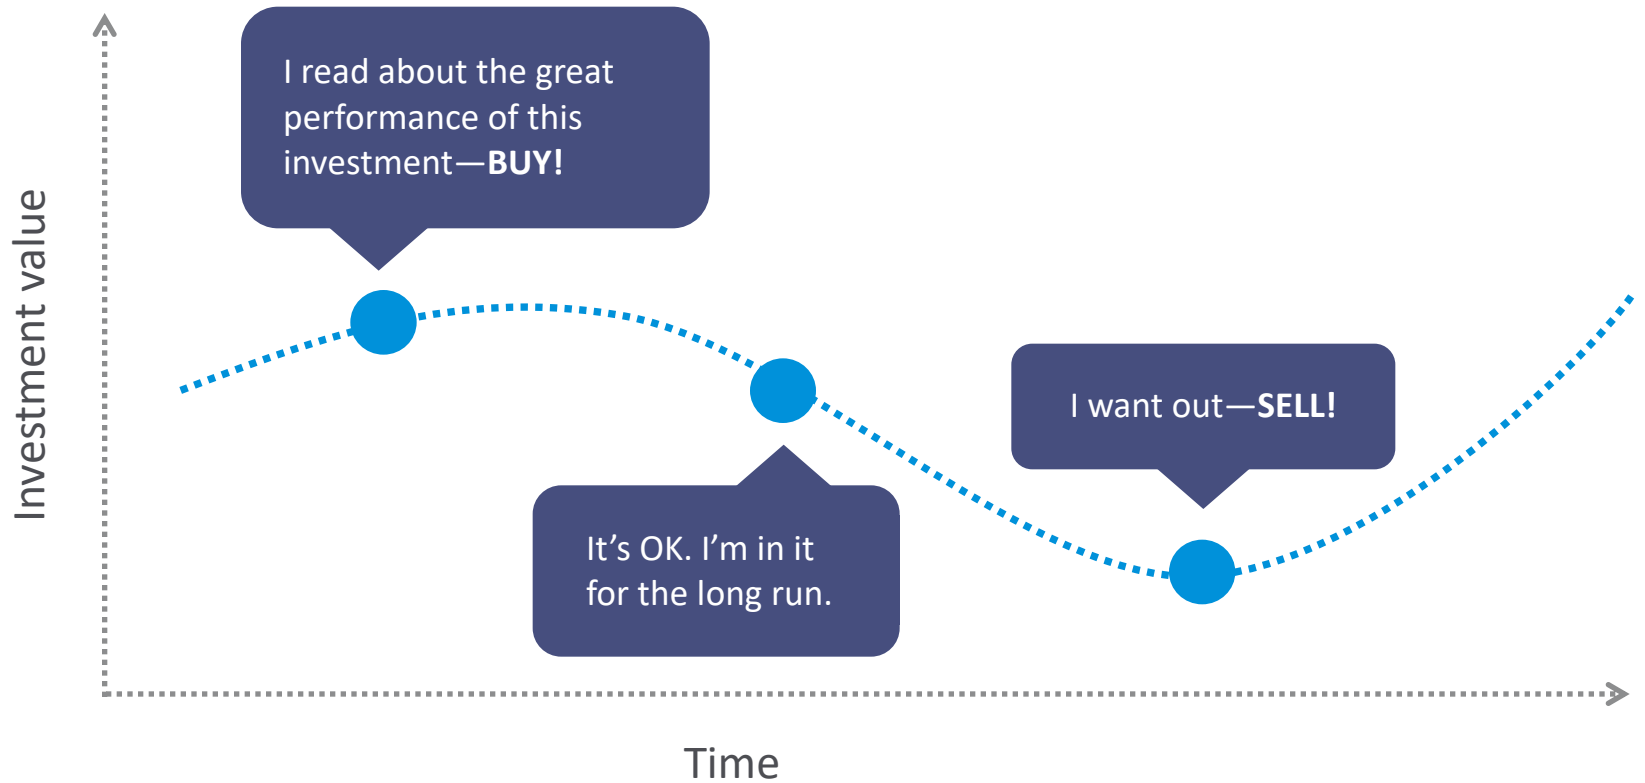 I read about the great
performance of this
investment—BUY!
Investment value
I want out—SELL!
It’s OK. I’m in it
for the long run.
Time